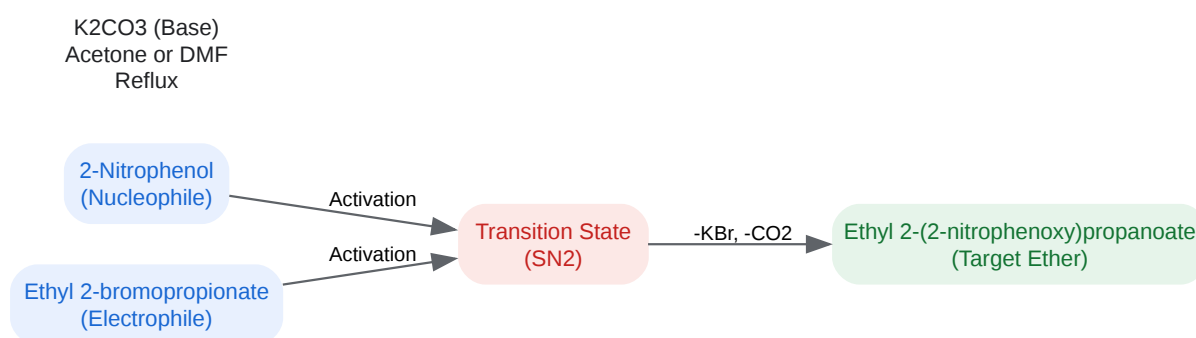 K2CO3 (Base)
Acetone or DMF
Reflux
2-Nitrophenol
(Nucleophile)
Activation
Ethyl 2-bromopropionate
(Electrophile)
Activation
Transition State
(SN2)
-KBr, -CO2
Ethyl 2-(2-nitrophenoxy)propanoate
(Target Ether)